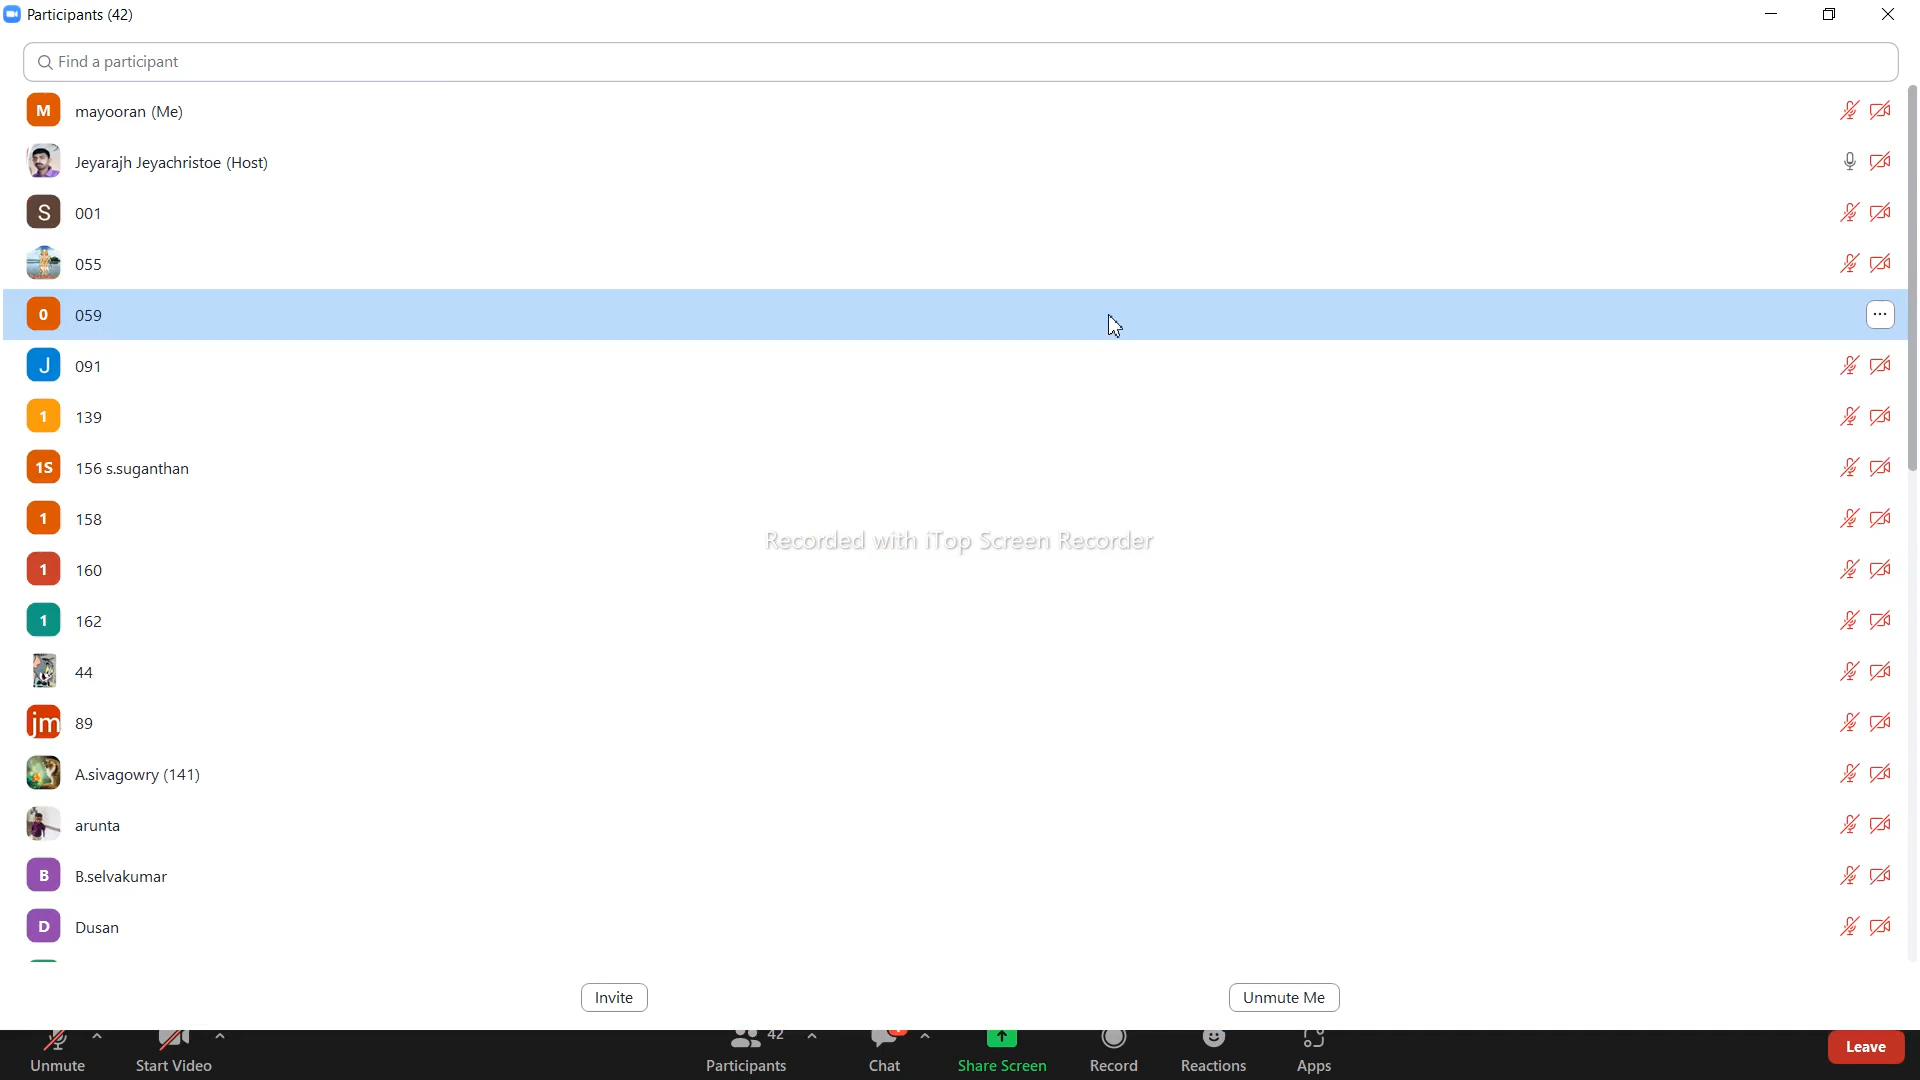 Participants (42)
Find a participant
M mayooran (Me)
Jeyarajh Jeyachristoe (Host)
S 001
055
0 059
J 091
1 139
1S 156 s.suganthan
1 158
Recorded with iTop Screen Recorder
1 160
1 162
44
jm 89
A.sivagowry (141)
arunta
B B.selvakumar
D Dusan
Invite Unmute Me
42
Unmute Start Video Participants Chat Share Screen Record Reactions Apps Leave